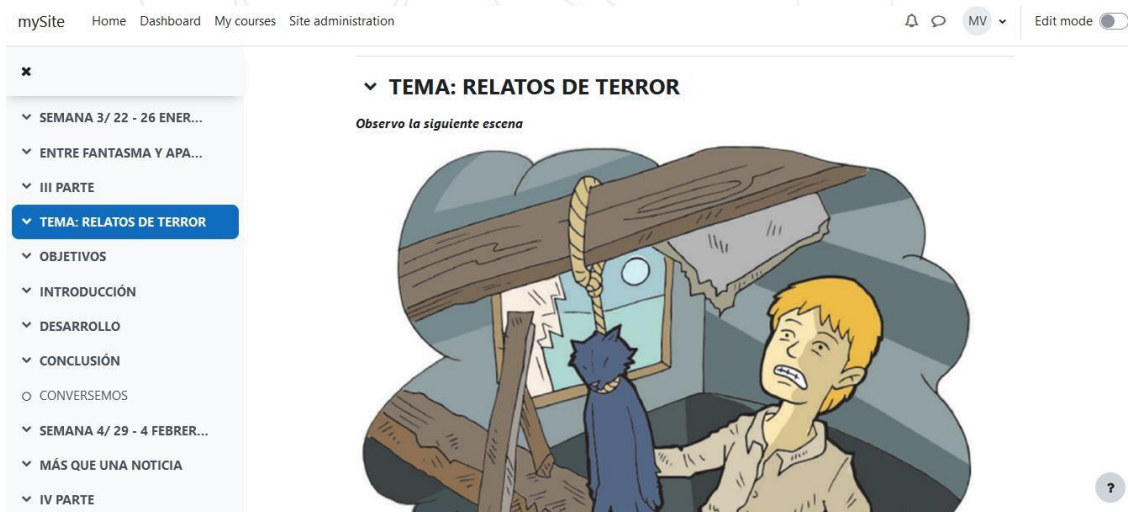 mySite Home Dashboard My courses Site administration MV Edit mode
SEMANA 3/ 22 - 26 ENER...
ENTRE FANTASMA Y APA...
III PARTE
TEMA: RELATOS DE TERROR
OBJETIVOS
INTRODUCCIÓN
DESARROLLO
CONCLUSIÓN
CONVERSEMOS
SEMANA 4/ 29 - 4 FEBRER...
MÁS QUE UNA NOTICIA
IV PARTE
TEMA: RELATOS DE TERROR
Observo la siguiente escena
?